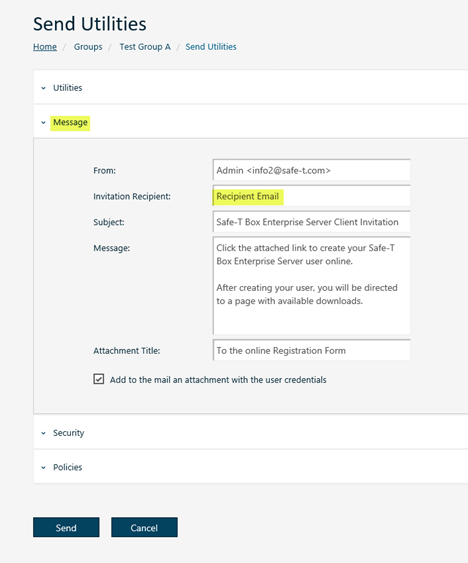 Send Utilities
Home / Groups / Test Group A / Send Utilities
Utilities
Message
From: Admin <info2@safe-t.com>
Invitation Recipient: Recipient Email
Subject: Safe-T Box Enterprise Server Client Invitation
Message: Click the attached link to create your Safe-T
Box Enterprise Server user online.
After creating your user, you will be directed
to a page with available downloads.
Attachment Title: To the online Registration Form
Add to the mail an attachment with the user credentials
Security
Policies
Send Cancel